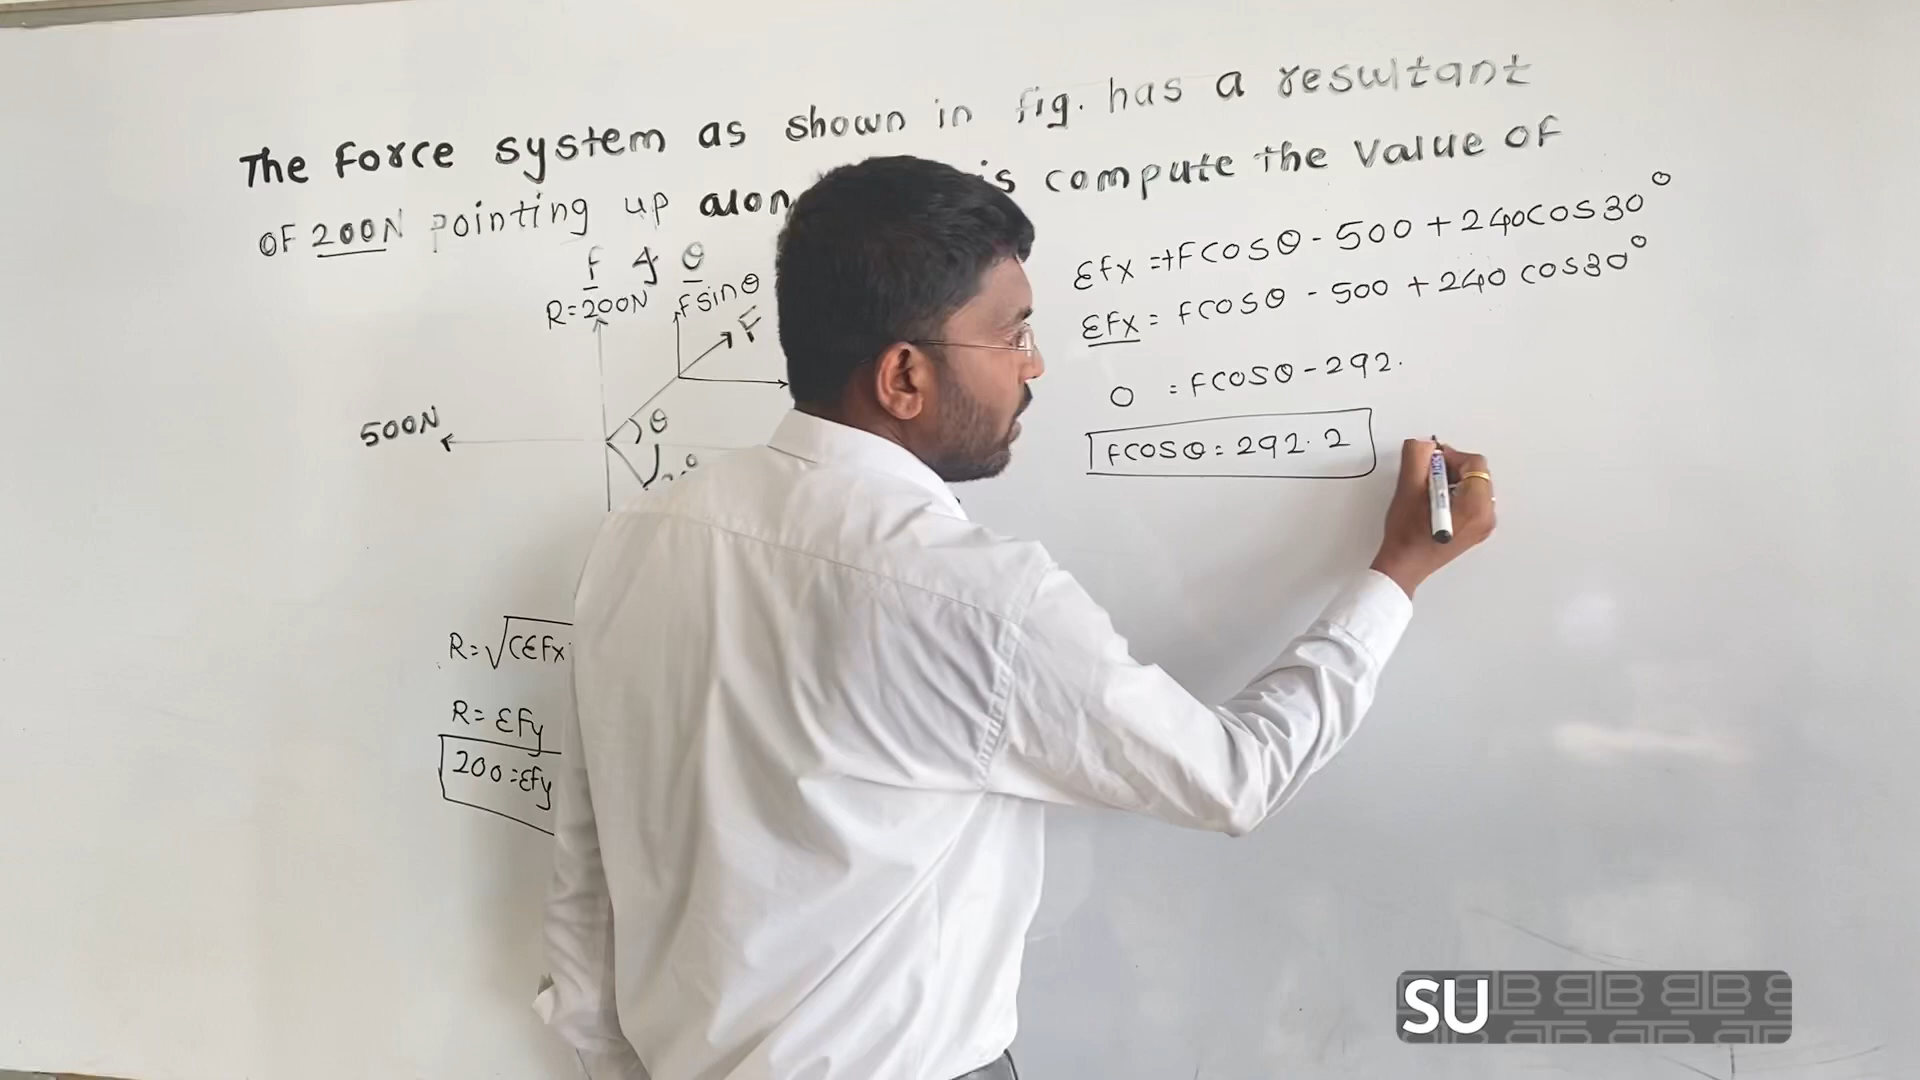 The Force system as shown in fig. has a resultant
OF 200N pointing up alon is compute the value OF
F & θ
R=200N
Fsinθ
F
500N
θ
ΣFx =+Fcosθ - 500 + 240cos30°
ΣFx = Fcosθ - 500 + 240 cos30°
0 = Fcosθ - 292.
Fcosθ = 292.2
R=√(ΣFx
R= ΣFy
200=ΣFy
SU